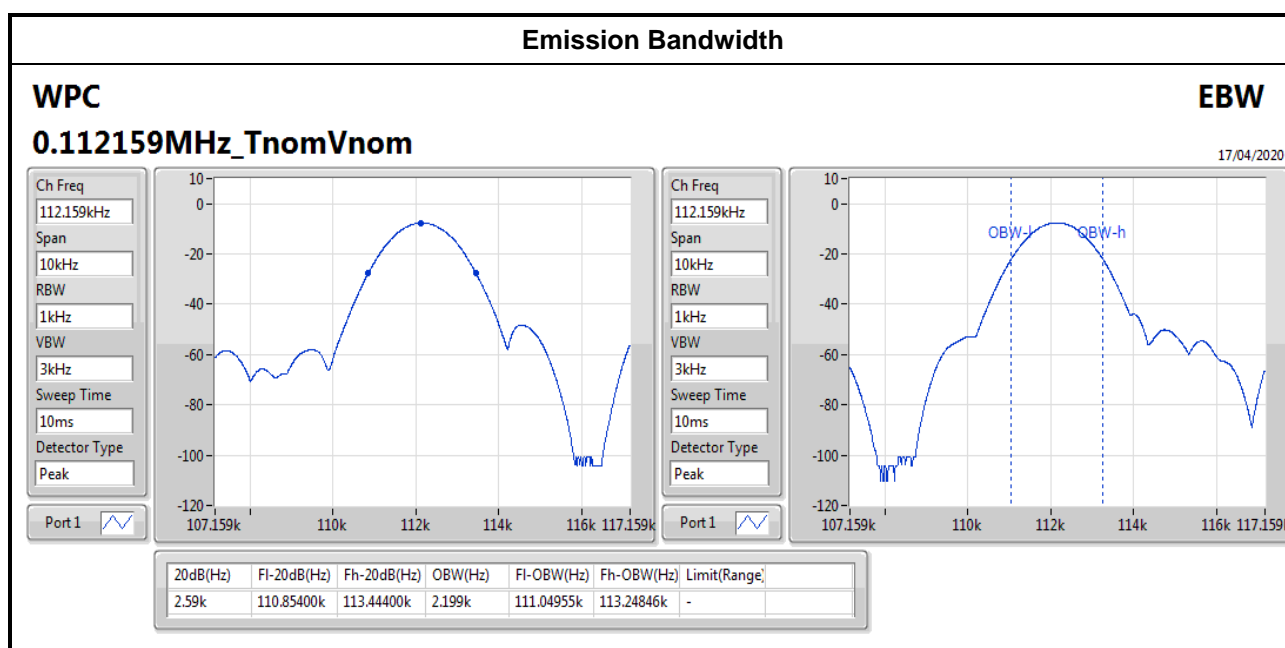 Emission Bandwidth
WPC
EBW
0.112159MHz_TnomVnom
17/04/2020
Ch Freq
112.159kHz
Span
10kHz
RBW
1kHz
VBW
3kHz
Sweep Time
10ms
Detector Type
Peak
Port 1
10
0
-20
-40
-60
-80
-100
-120
107.159k 110k 112k 114k 116k 117.159k
Ch Freq
112.159kHz
Span
10kHz
RBW
1kHz
VBW
3kHz
Sweep Time
10ms
Detector Type
Peak
Port 1
10
0
-20
-40
-60
-80
-100
-120
OBW-l OBW-h
107.159k 110k 112k 114k 116k 117.159k
20dB(Hz) Fl-20dB(Hz) Fh-20dB(Hz) OBW(Hz) Fl-OBW(Hz) Fh-OBW(Hz) Limit(Range)
2.59k 110.85400k 113.44400k 2.199k 111.04955k 113.24846k -